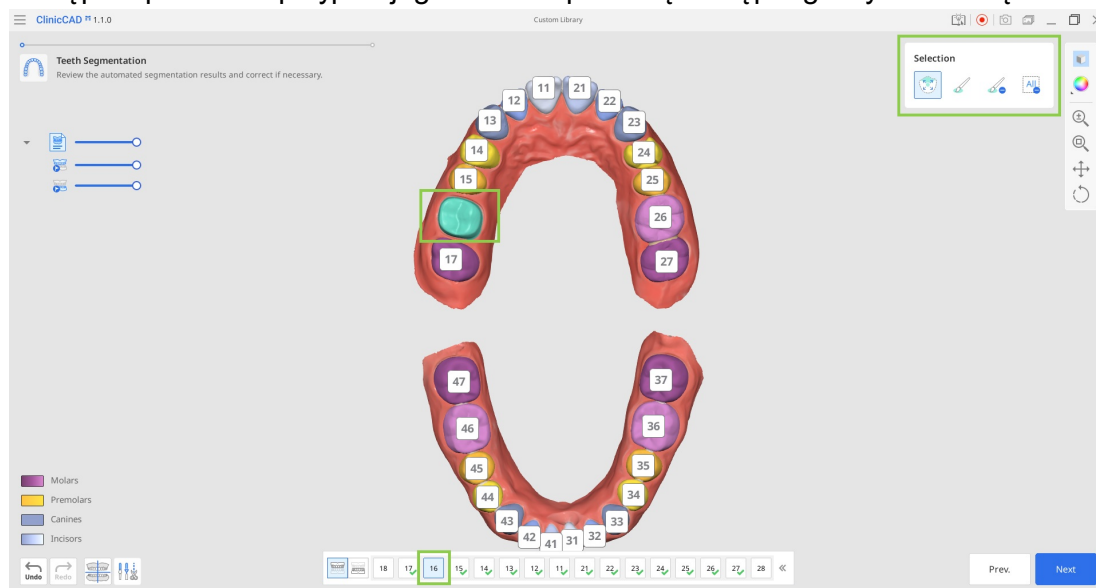 ClinicCAD 1.1.0
Custom Library
Teeth Segmentation
Review the automated segmentation results and correct if necessary.
Selection
All
11 21
12 22
13 23
14 24
15 25
26
17 27
47 37
46 36
45 35
44 34
43 33
42 41 31 32
Molars
Premolars
Canines
Incisors
Undo Redo
18 17 16 15 14 13 12 11 21 22 23 24 25 26 27 28
Prev. Next